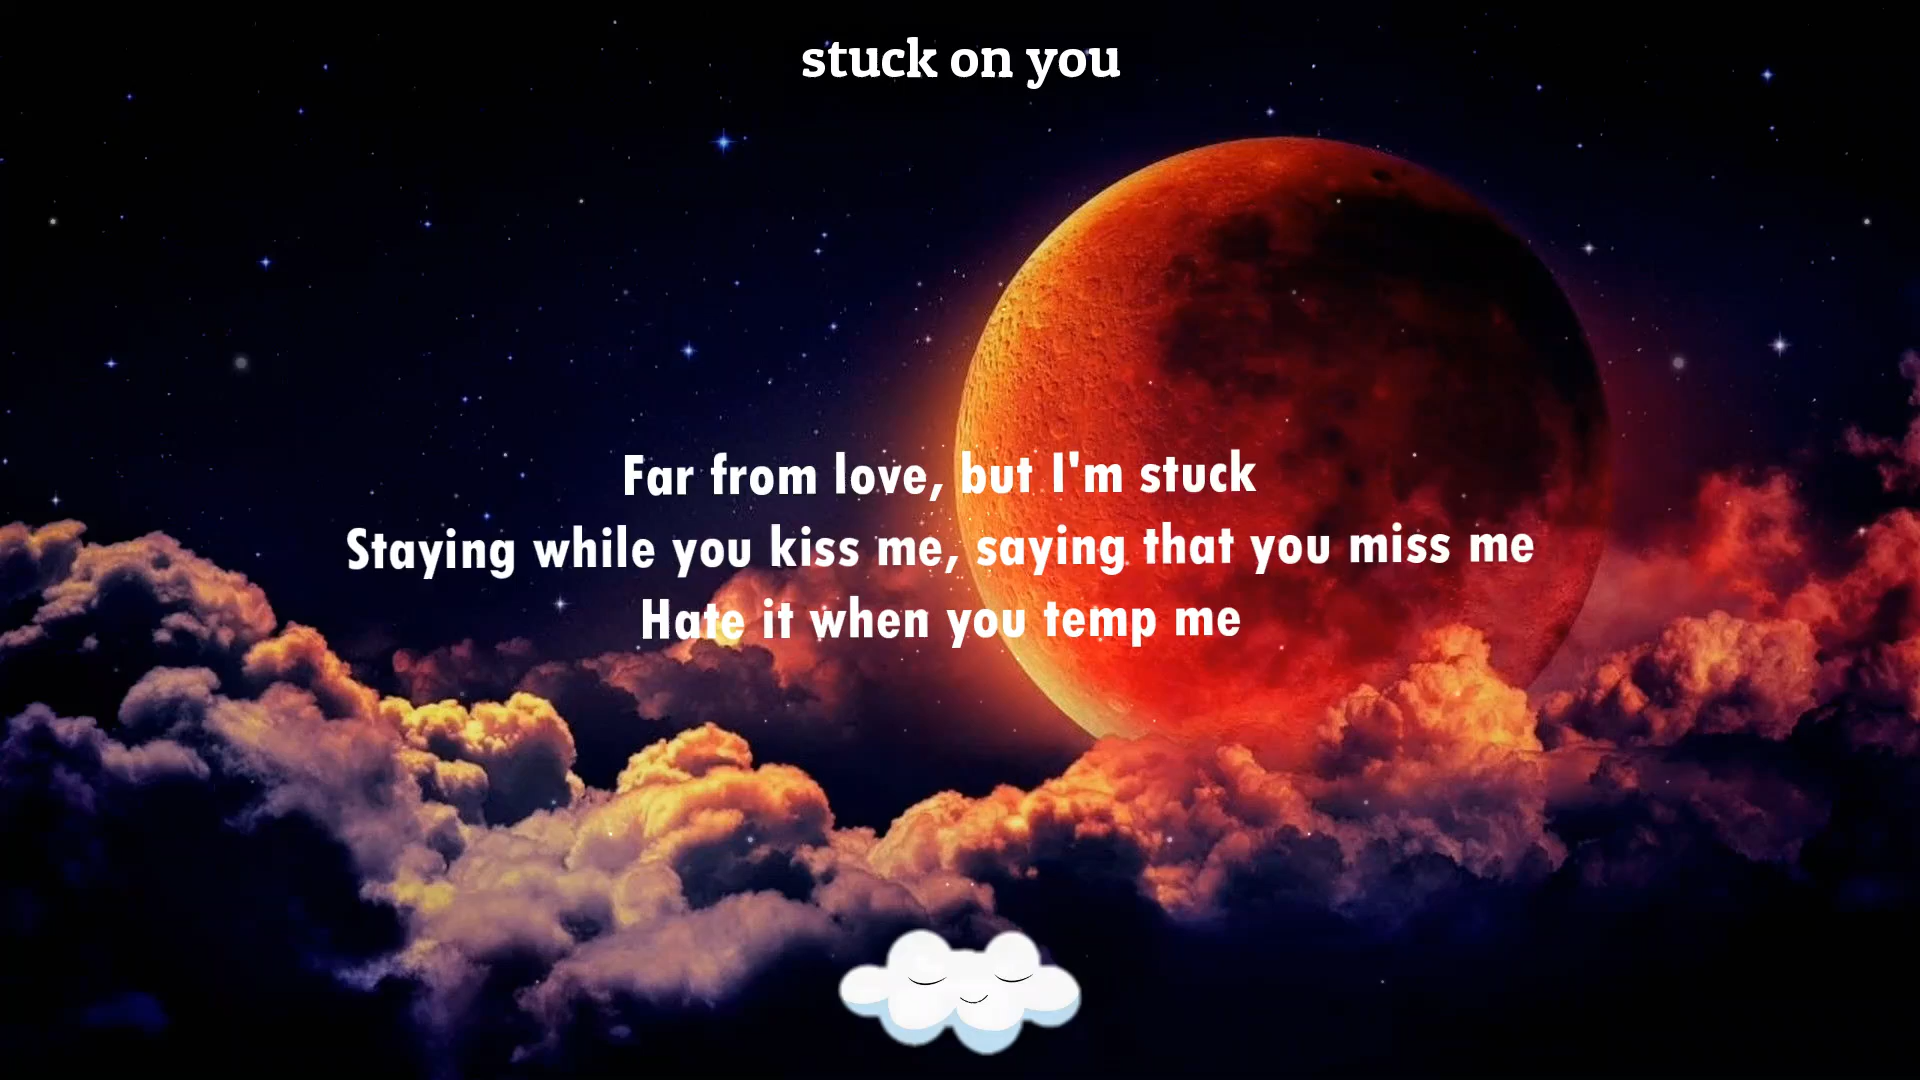 stuck on you
Far from love, but I'm stuck
Staying while you kiss me, saying that you miss me
Hate it when you temp me